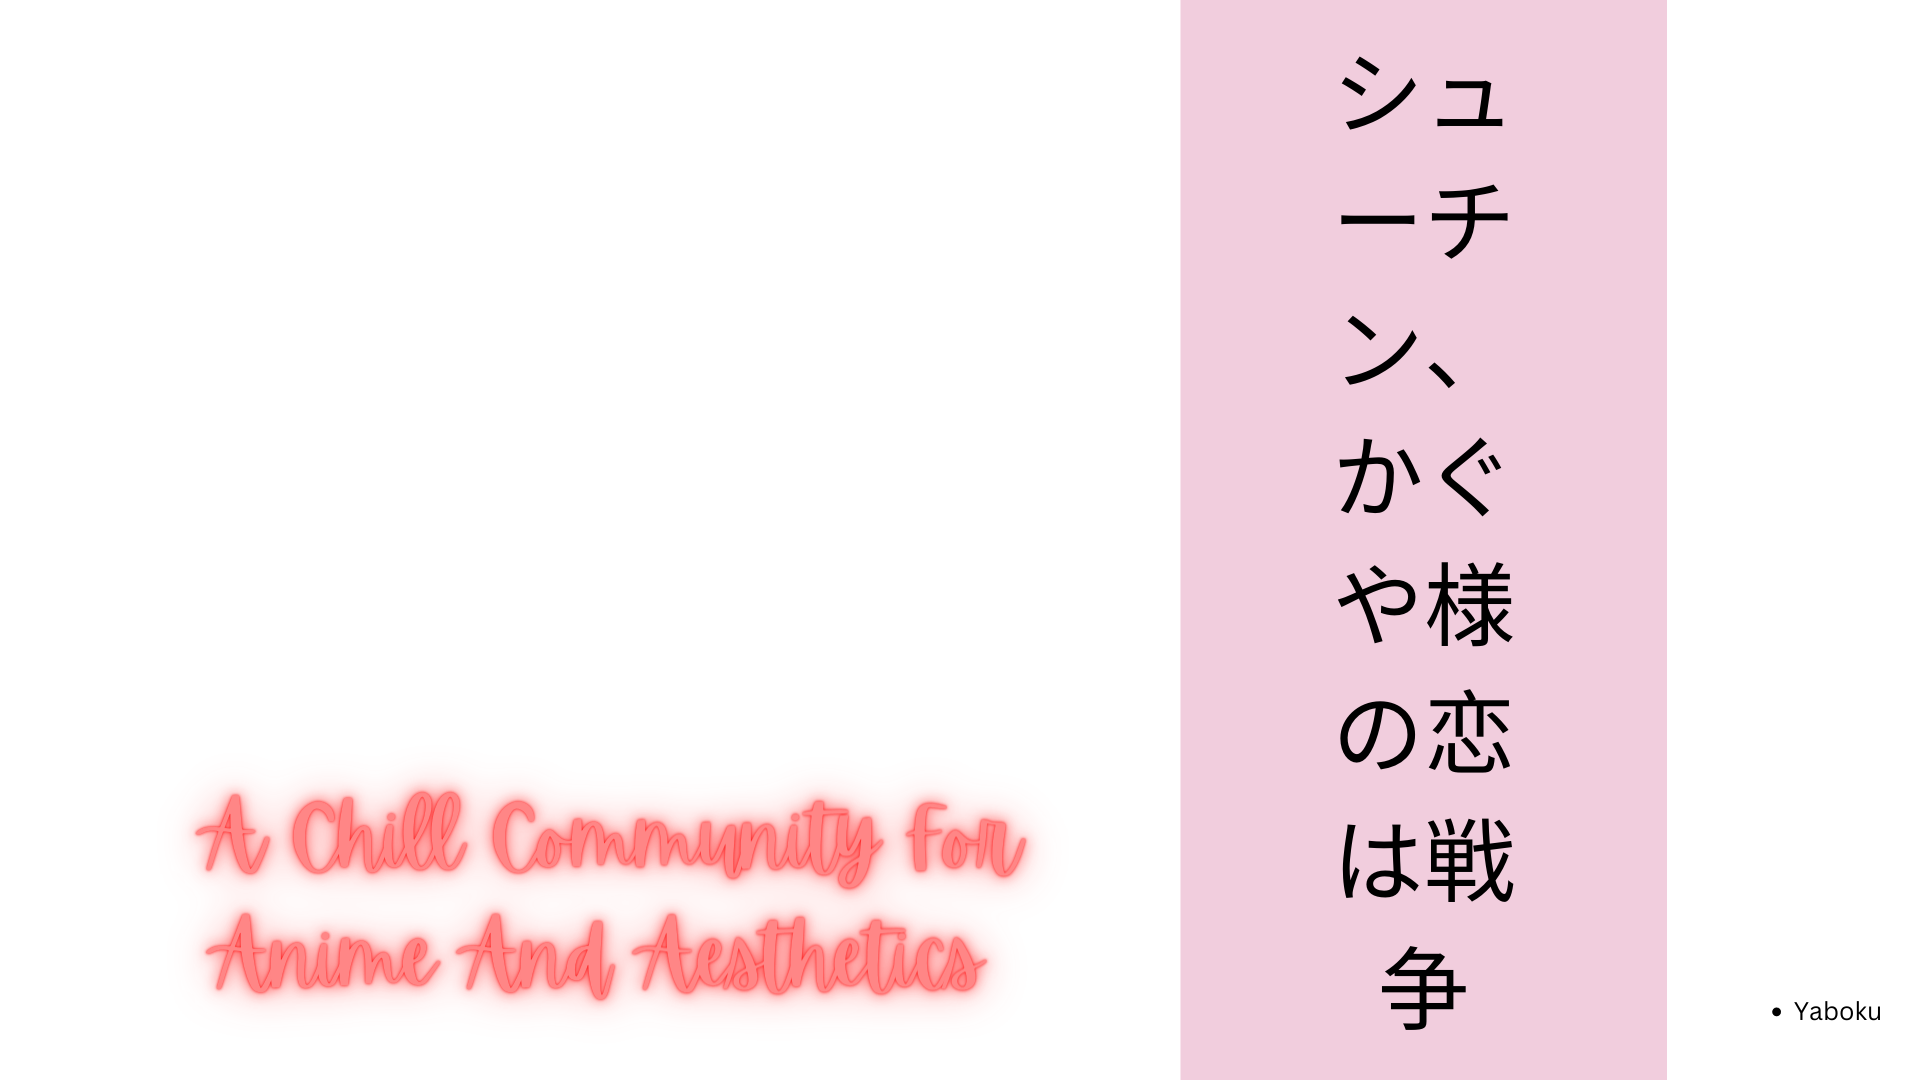 A Chill Community For
Anime And Aesthetics
シュ
ーチ
ン、
かぐ
や様
の恋
は戦
争
Yaboku